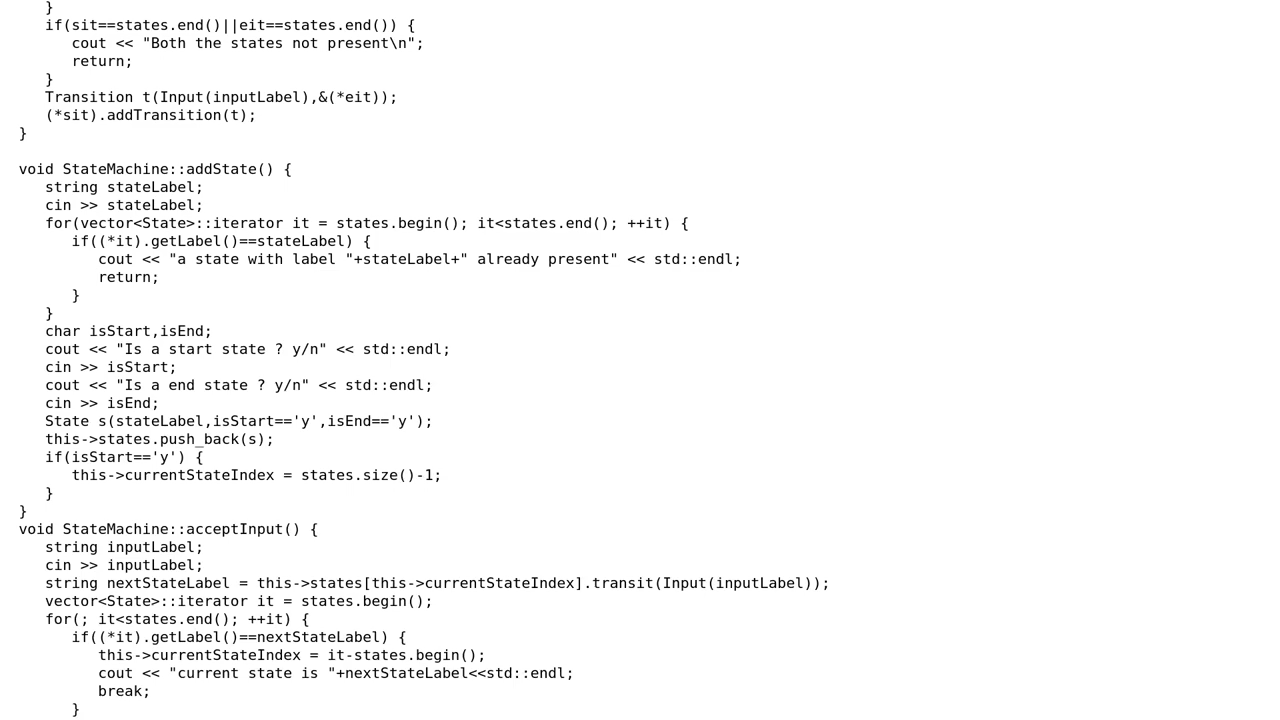 }
if(sit==states.end()||eit==states.end()) {
cout << "Both the states not present\n";
return;
}
Transition t(Input(inputLabel),&(*eit));
(*sit).addTransition(t);
}
void StateMachine::addState() {
string stateLabel;
cin >> stateLabel;
for(vector<State>::iterator it = states.begin(); it<states.end(); ++it) {
if((*it).getLabel()==stateLabel) {
cout << "a state with label "+stateLabel+" already present" << std::endl;
return;
}
}
char isStart,isEnd;
cout << "Is a start state ? y/n" << std::endl;
cin >> isStart;
cout << "Is a end state ? y/n" << std::endl;
cin >> isEnd;
State s(stateLabel,isStart=='y',isEnd=='y');
this->states.push_back(s);
if(isStart=='y') {
this->currentStateIndex = states.size()-1;
}
}
void StateMachine::acceptInput() {
string inputLabel;
cin >> inputLabel;
string nextStateLabel = this->states[this->currentStateIndex].transit(Input(inputLabel));
vector<State>::iterator it = states.begin();
for(; it<states.end(); ++it) {
if((*it).getLabel()==nextStateLabel) {
this->currentStateIndex = it-states.begin();
cout << "current state is "+nextStateLabel<<std::endl;
break;
}